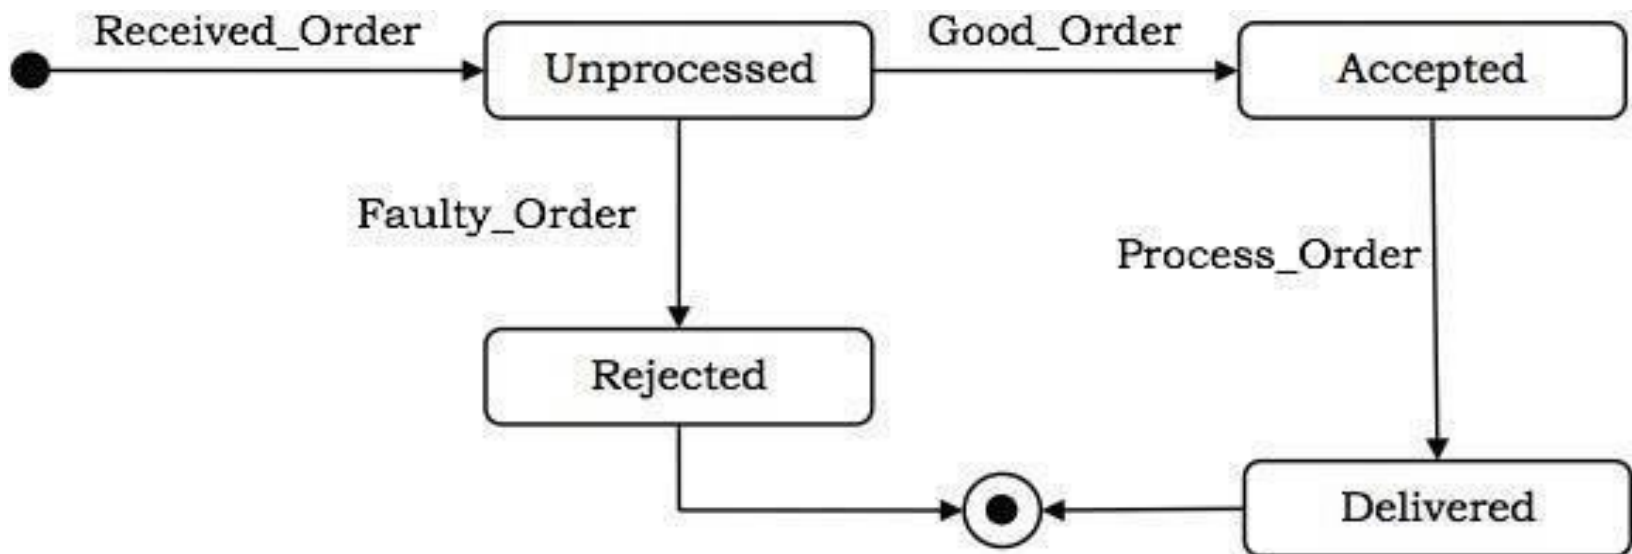 Received_Order
Unprocessed
Good_Order
Accepted
Faulty_Order
Process_Order
Rejected
Delivered